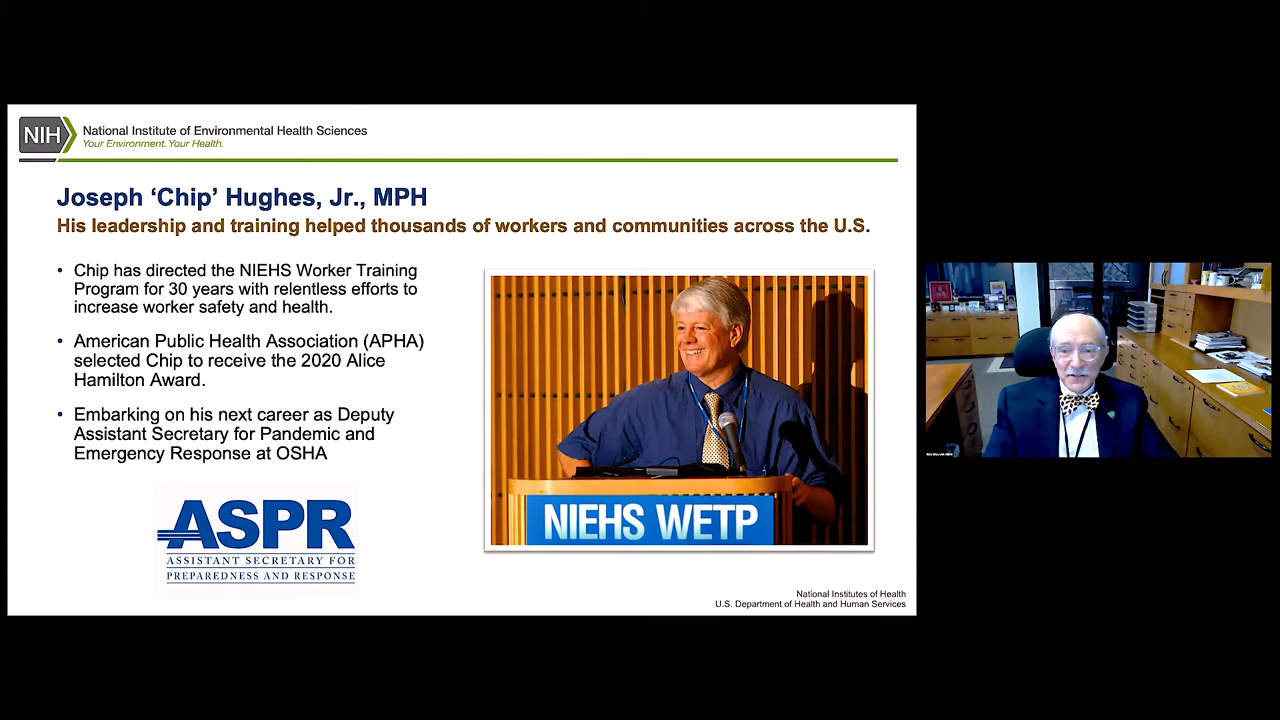 NIH
National Institute of Environmental Health Sciences
Your Environment. Your Health.
Joseph ‘Chip’ Hughes, Jr., MPH
His leadership and training helped thousands of workers and communities across the U.S.
• Chip has directed the NIEHS Worker Training
Program for 30 years with relentless efforts to
increase worker safety and health.
• American Public Health Association (APHA)
selected Chip to receive the 2020 Alice
Hamilton Award.
• Embarking on his next career as Deputy
Assistant Secretary for Pandemic and
Emergency Response at OSHA
ASPR
ASSISTANT SECRETARY FOR
PREPAREDNESS AND RESPONSE
NIEHS WETP
National Institutes of Health
U.S. Department of Health and Human Services